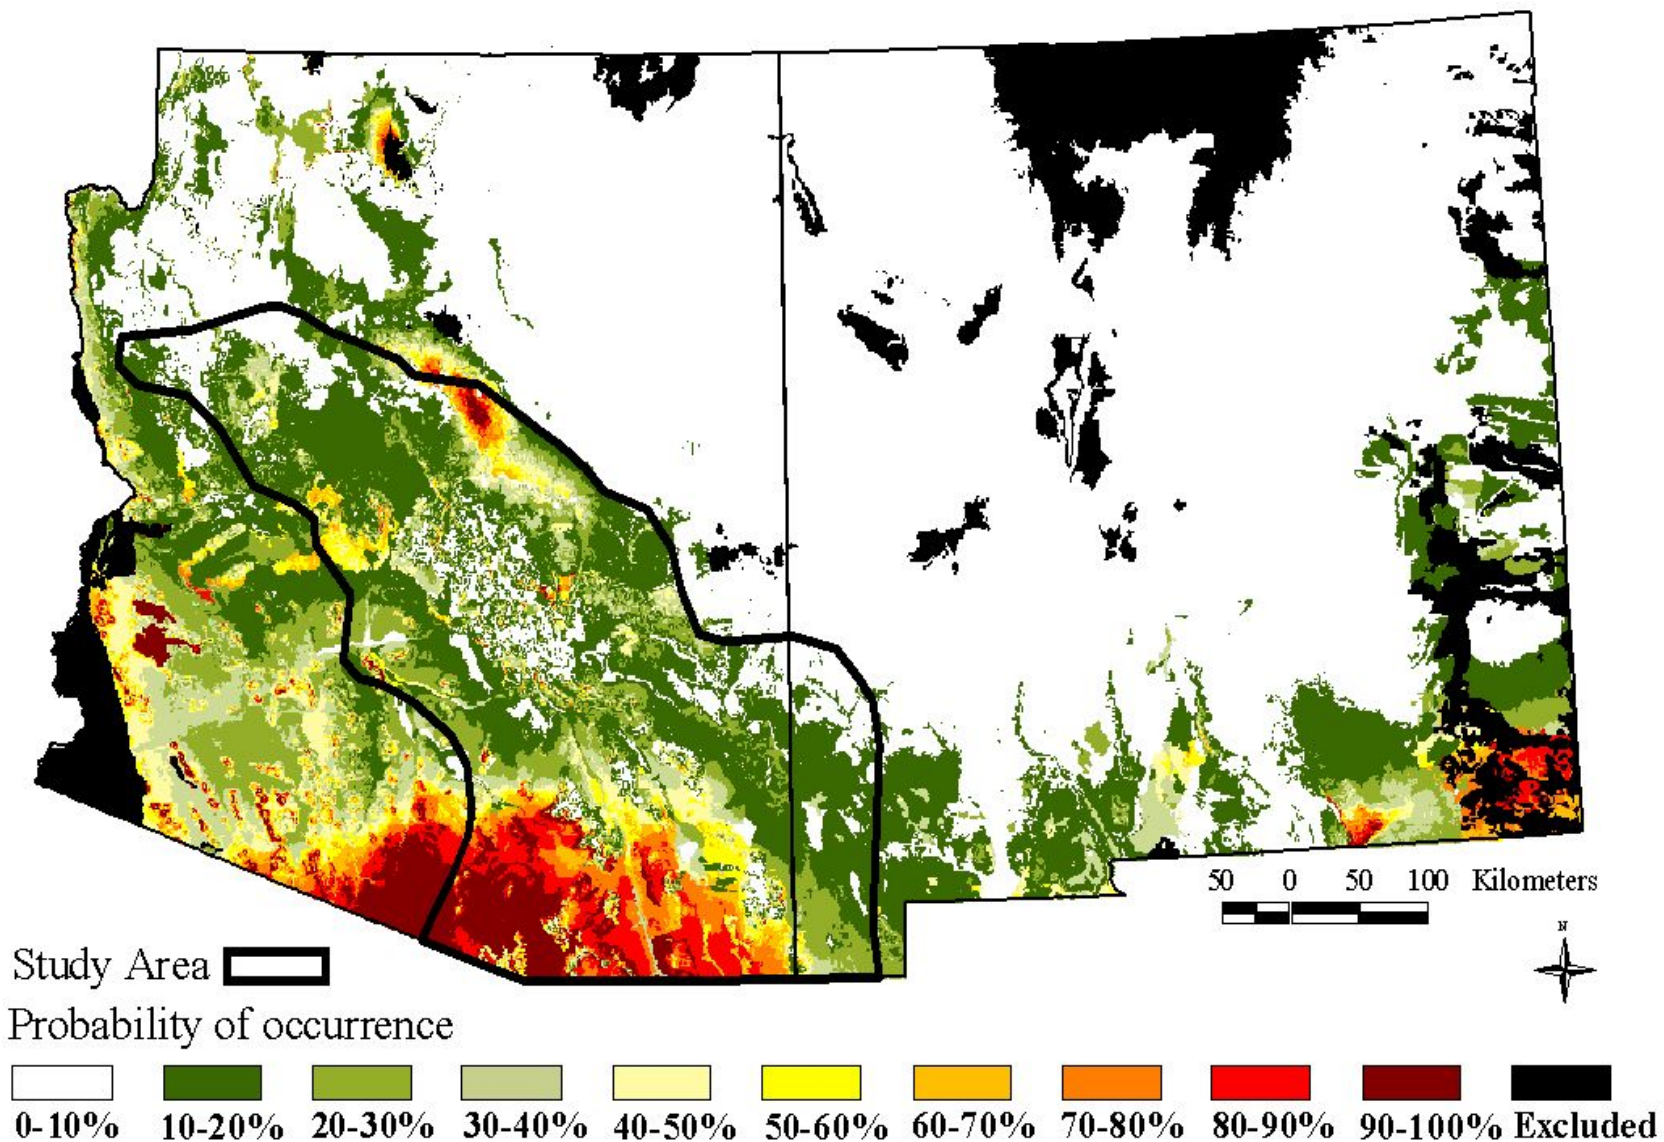 50 0 50 100 Kilometers
N
Study Area
Probability of occurrence
0-10% 10-20% 20-30% 30-40% 40-50% 50-60% 60-70% 70-80% 80-90% 90-100% Excluded